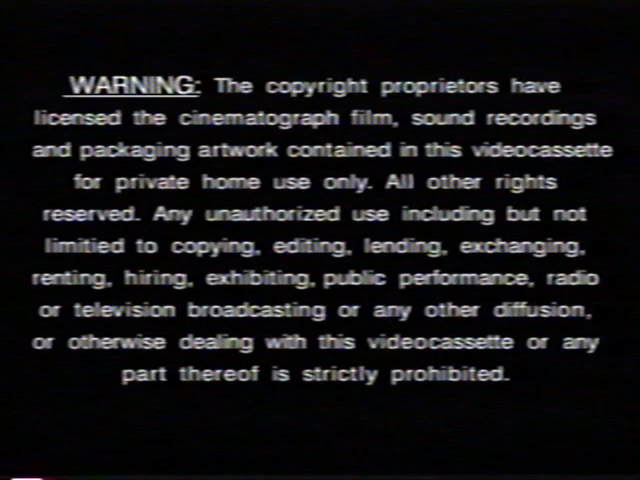 WARNING: The copyright proprietors have
licensed the cinematograph film, sound recordings
and packaging artwork contained in this videocassette
for private home use only. All other rights
reserved. Any unauthorized use including but not
limitied to copying, editing, lending, exchanging,
renting, hiring, exhibiting, public performance, radio
or television broadcasting or any other diffusion,
or otherwise dealing with this videocassette or any
part thereof is strictly prohibited.